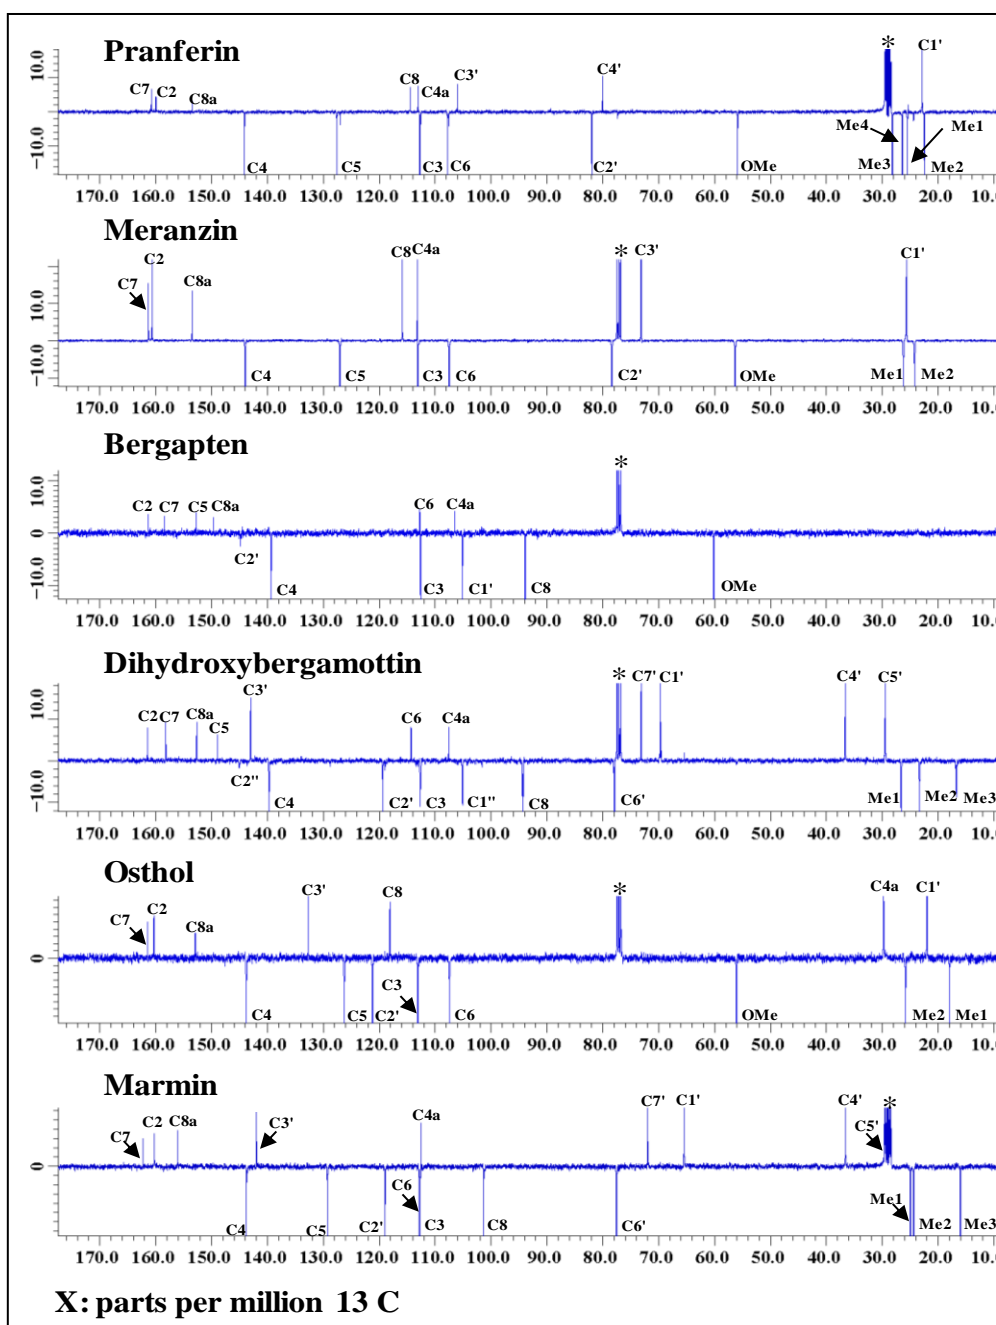 Pranferin
10.0
-10.0
C7 C2 C8a C8 C4a C3' C4' * C1'
C4 C5 C3 C6 C2' OMe Me4 Me3 Me1 Me2
170.0 160.0 150.0 140.0 130.0 120.0 110.0 100.0 90.0 80.0 70.0 60.0 50.0 40.0 30.0 20.0 10.0
Meranzin
10.0
-10.0
C7 C2 C8a C8 C4a * C3' C1'
C4 C5 C3 C6 C2' OMe Me1 Me2
170.0 160.0 150.0 140.0 130.0 120.0 110.0 100.0 90.0 80.0 70.0 60.0 50.0 40.0 30.0 20.0 10.0
Bergapten
10.0
0
-10.0
C2 C7 C5 C8a C6 C4a *
C2' C4 C3 C1' C8 OMe
170.0 160.0 150.0 140.0 130.0 120.0 110.0 100.0 90.0 80.0 70.0 60.0 50.0 40.0 30.0 20.0 10.0
Dihydroxybergamottin
10.0
0
-10.0
C2 C7 C8a C5 C3' C6 C4a * C7' C1' C4' C5'
C2'' C4 C2' C3 C1'' C8 C6' Me1 Me2 Me3
170.0 160.0 150.0 140.0 130.0 120.0 110.0 100.0 90.0 80.0 70.0 60.0 50.0 40.0 30.0 20.0 10.0
Osthol
0
C7 C2 C8a C3' C8 * C4a C1'
C4 C5 C2' C3 C6 OMe Me2 Me1
170.0 160.0 150.0 140.0 130.0 120.0 110.0 100.0 90.0 80.0 70.0 60.0 50.0 40.0 30.0 20.0 10.0
Marmin
0
C7 C2 C8a C3' C4a C7' C1' C4' C5' *
C4 C5 C2' C6 C3 C8 C6' Me1 Me2 Me3
170.0 160.0 150.0 140.0 130.0 120.0 110.0 100.0 90.0 80.0 70.0 60.0 50.0 40.0 30.0 20.0 10.0
X: parts per million 13 C